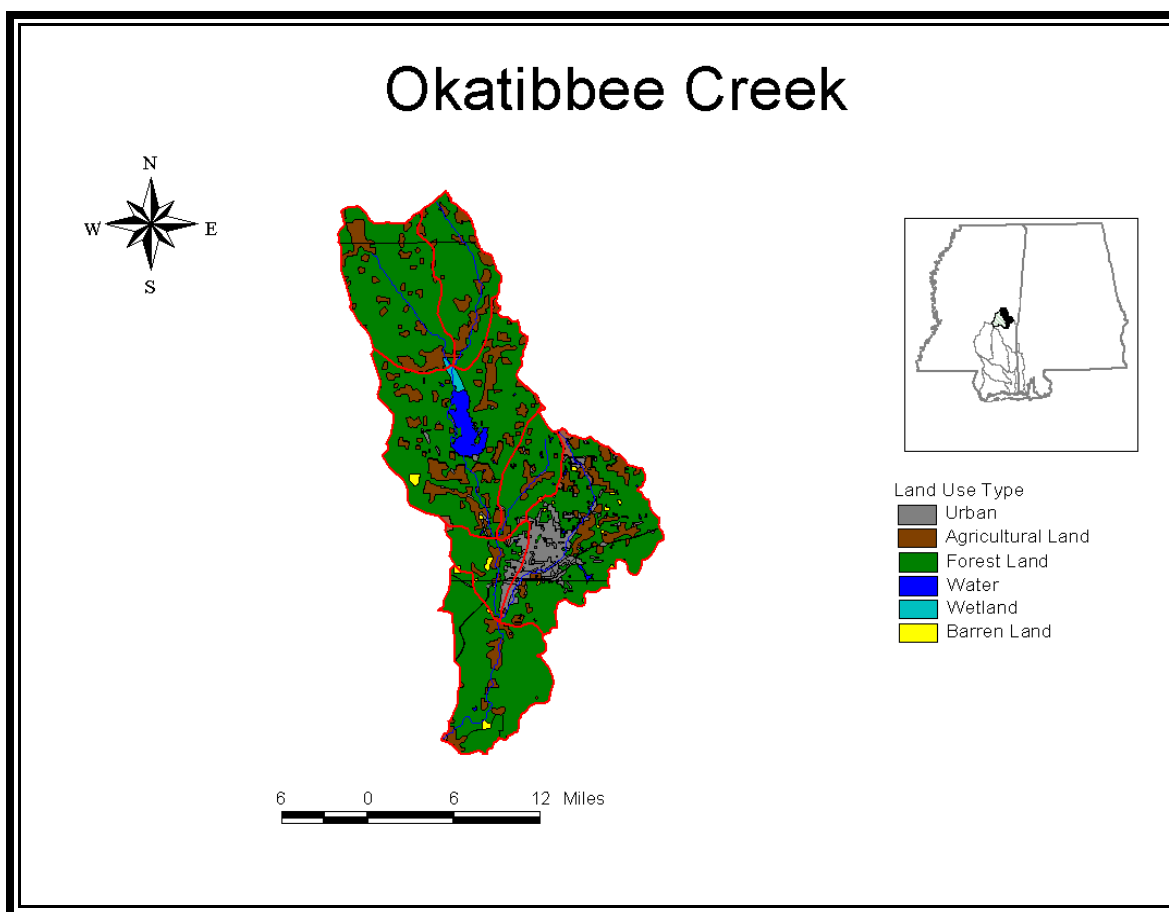 Okatibbee Creek
N
W E
S
Land Use Type
Urban
Agricultural Land
Forest Land
Water
Wetland
Barren Land
6 0 6 12 Miles